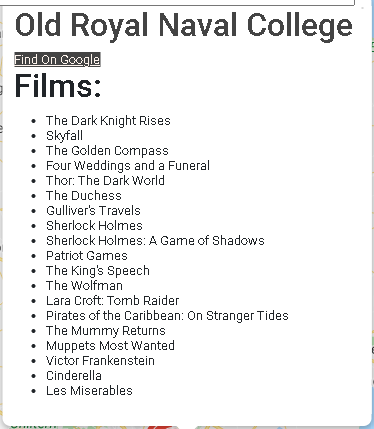 Old Royal Naval College
Find On Google
Films:
The Dark Knight Rises
Skyfall
The Golden Compass
Four Weddings and a Funeral
Thor: The Dark World
The Duchess
Gulliver's Travels
Sherlock Holmes
Sherlock Holmes: A Game of Shadows
Patriot Games
The King's Speech
The Wolfman
Lara Croft: Tomb Raider
Pirates of the Caribbean: On Stranger Tides
The Mummy Returns
Muppets Most Wanted
Victor Frankenstein
Cinderella
Les Miserables